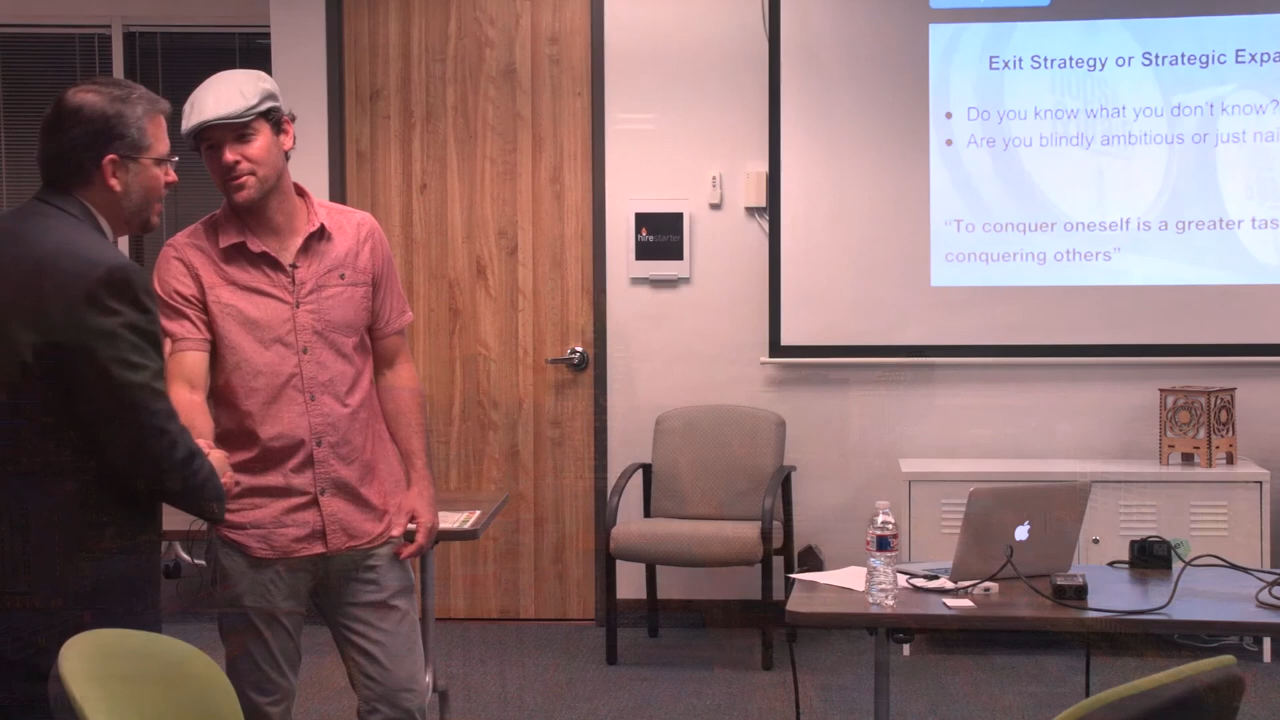 Exit Strategy or Strategic Expa
Do you know what you don't know?
Are you blindly ambitious or just nai
"To conquer oneself is a greater tas
conquering others"
hirestarter